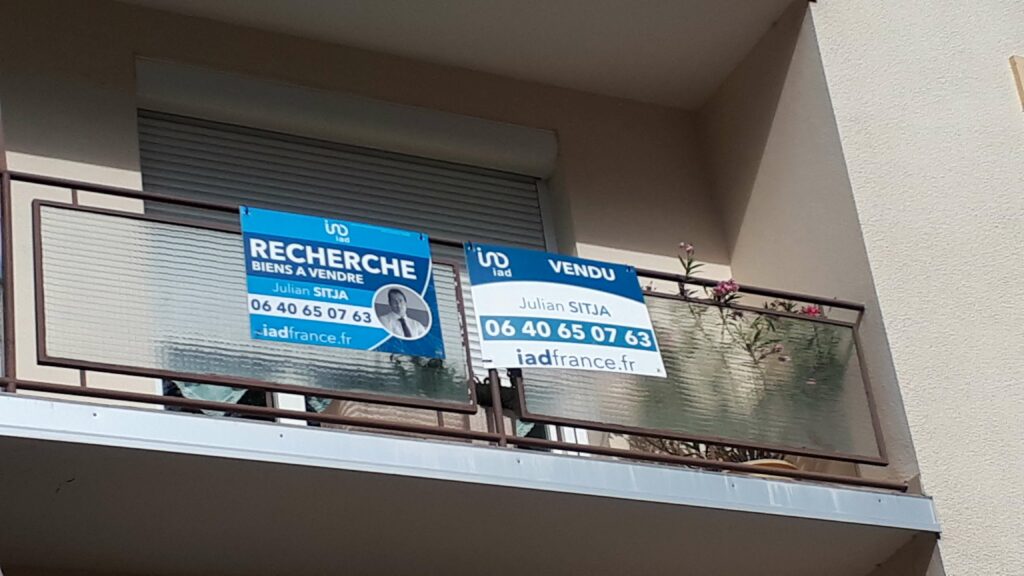 iad
RECHERCHE
BIENS A VENDRE
Julian SITJA
06 40 65 07 63
iadfrance.fr
iad
VENDU
Julian SITJA
06 40 65 07 63
iadfrance.fr